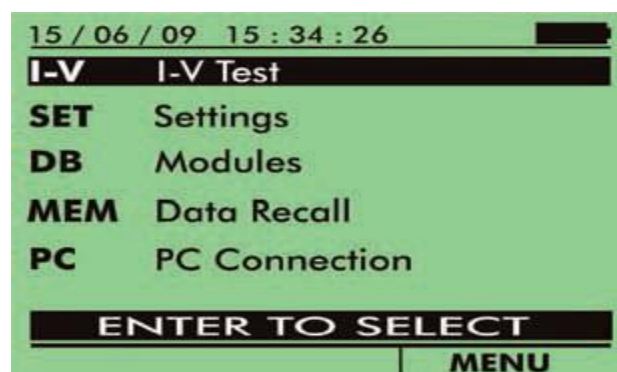 15 / 06 / 09 15 : 34 : 26
I-V I-V Test
SET Settings
DB Modules
MEM Data Recall
PC PC Connection
ENTER TO SELECT
MENU